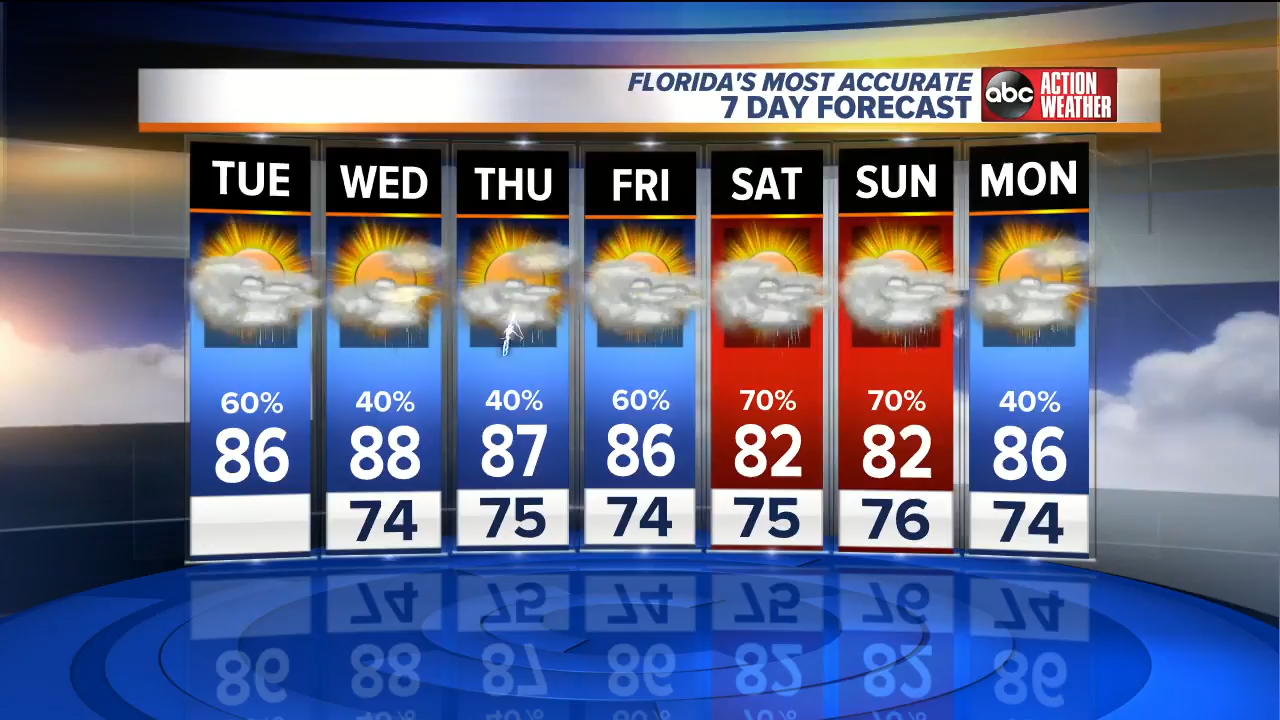 FLORIDA'S MOST ACCURATE
7 DAY FORECAST
abc
ACTION
WEATHER
TUE WED THU FRI SAT SUN MON
60% 40% 40% 60% 70% 70% 40%
86 88 87 86 82 82 86
74 75 74 75 76 74